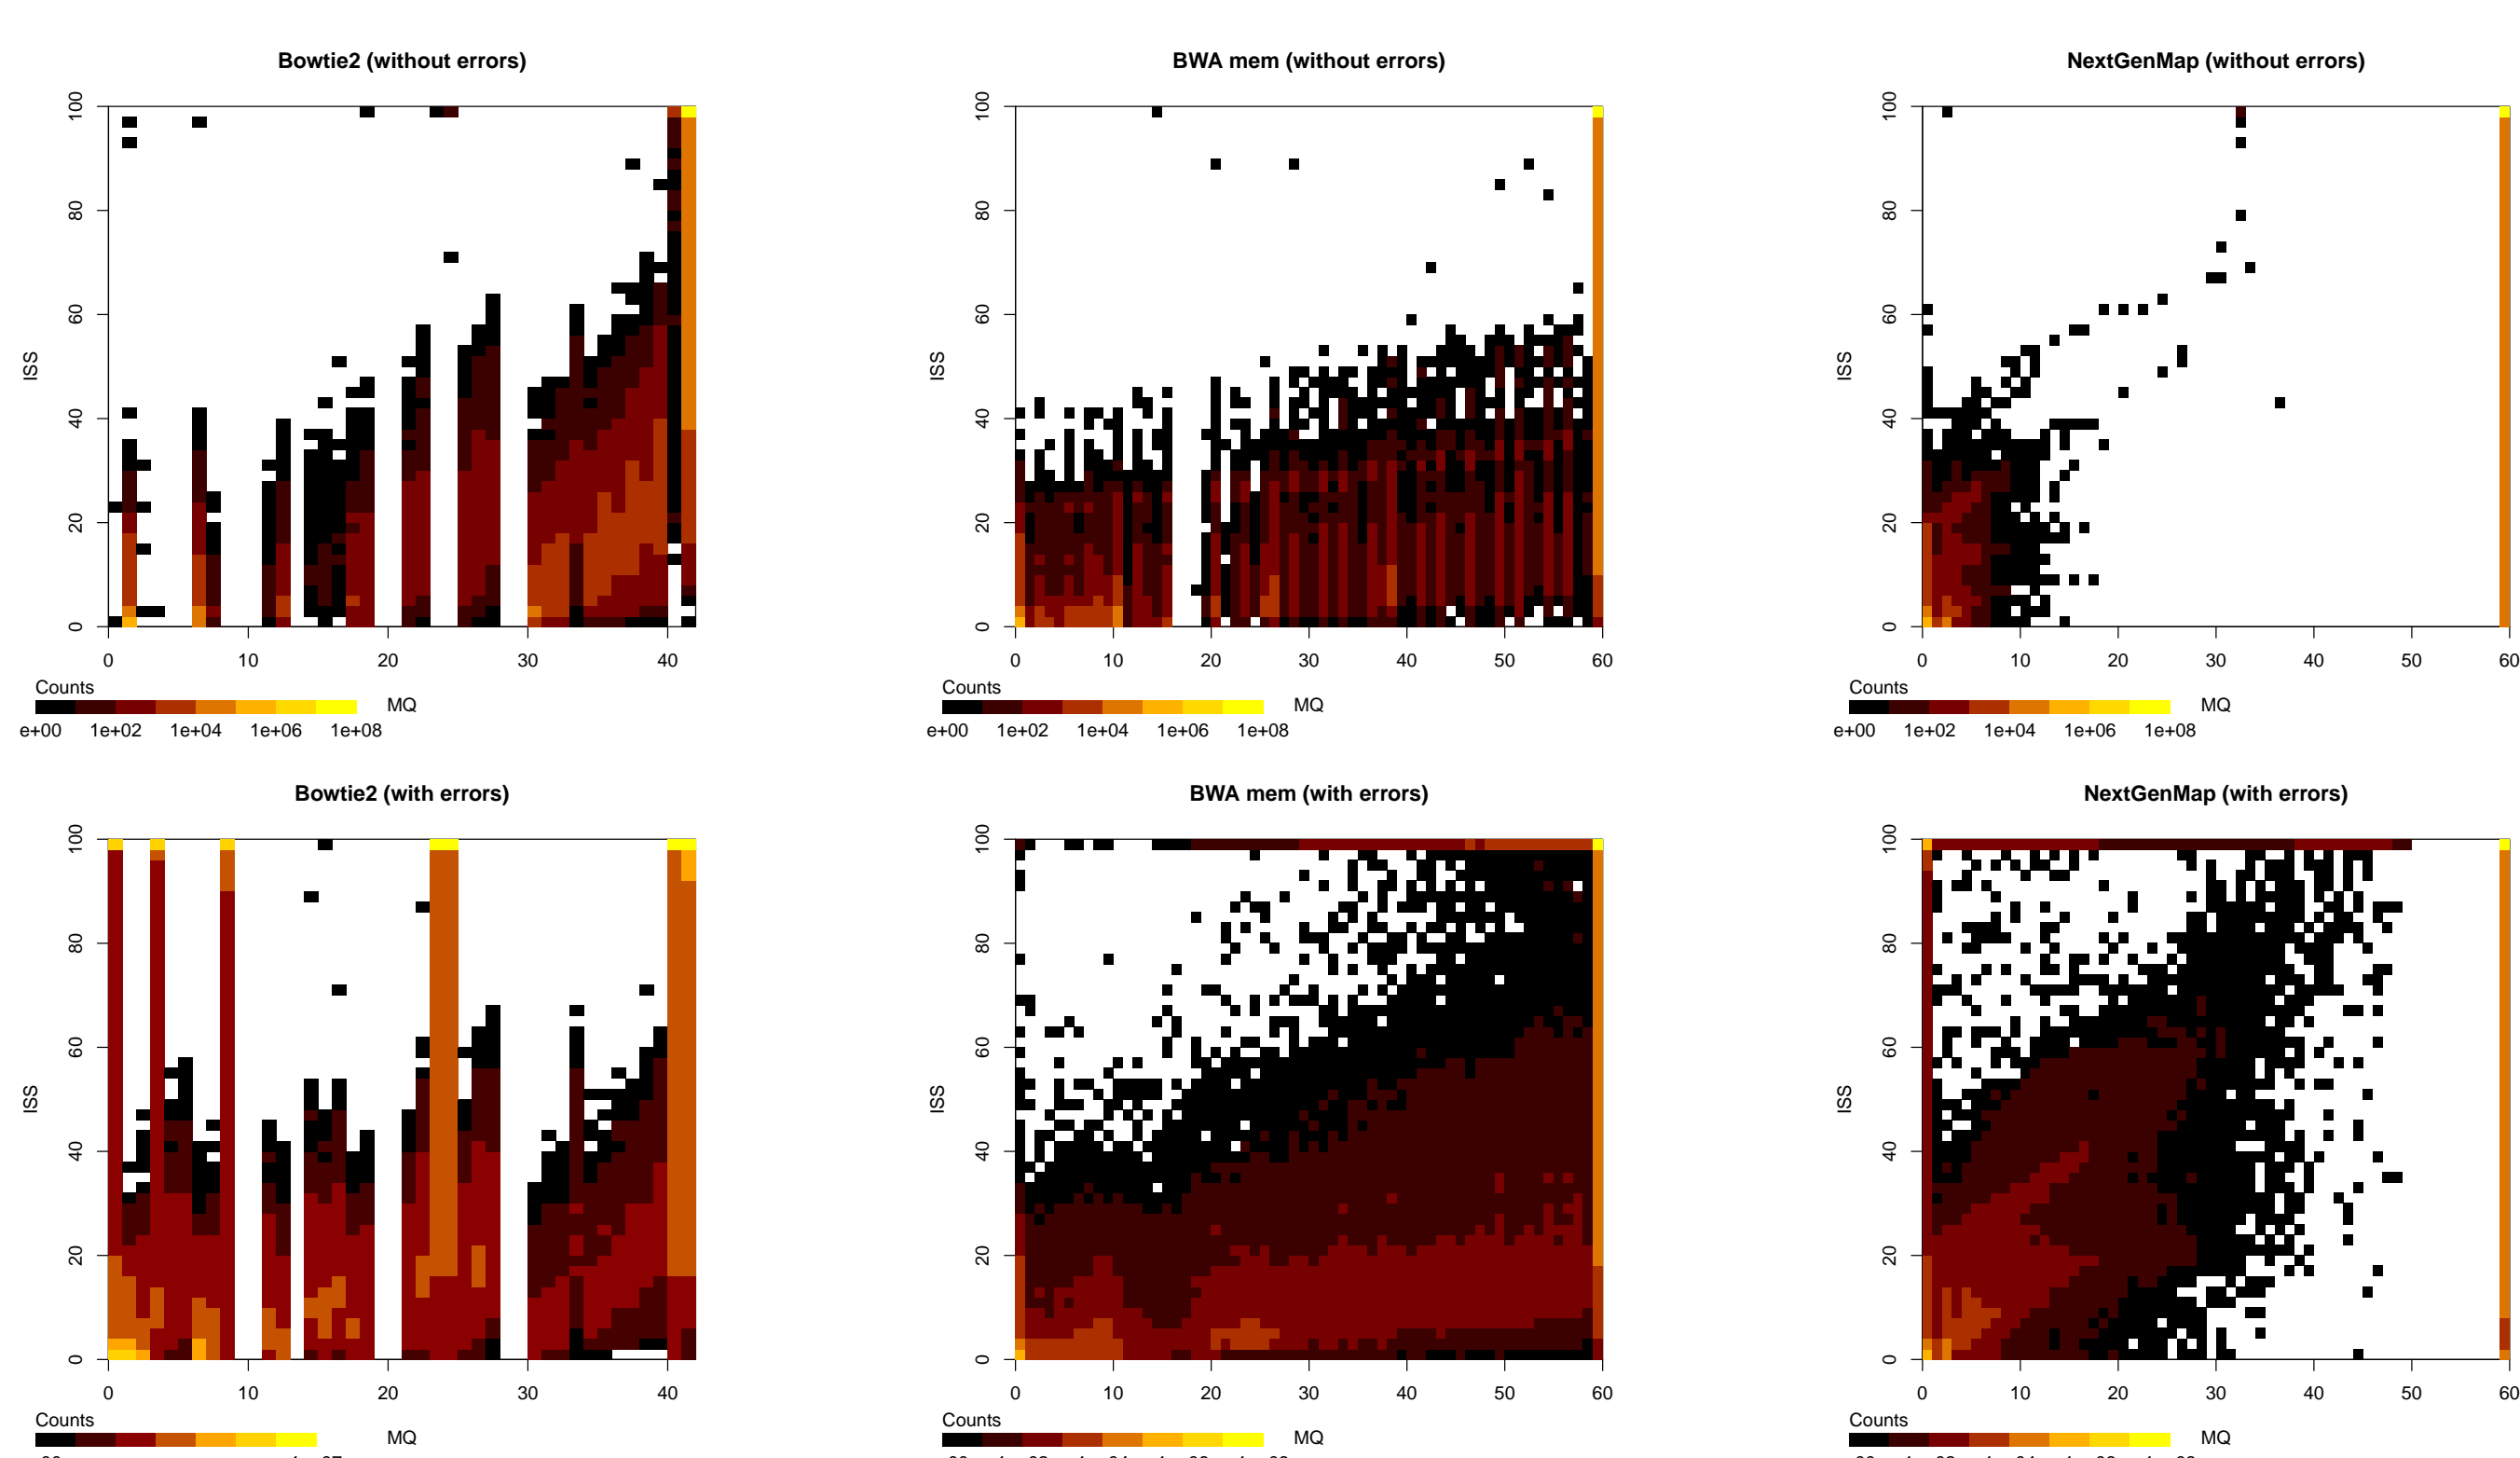 Bowtie2 (without errors)
BWA mem (without errors)
NextGenMap (without errors)
ISS
0 20 40 60 80 100
0 10 20 30 40
MQ
Counts
e+00 1e+02 1e+04 1e+06 1e+08
ISS
0 20 40 60 80 100
0 10 20 30 40 50 60
MQ
Counts
e+00 1e+02 1e+04 1e+06 1e+08
ISS
0 20 40 60 80 100
0 10 20 30 40 50 60
MQ
Counts
e+00 1e+02 1e+04 1e+06 1e+08
Bowtie2 (with errors)
BWA mem (with errors)
NextGenMap (with errors)
ISS
0 20 40 60 80 100
0 10 20 30 40
MQ
Counts
ISS
0 20 40 60 80 100
0 10 20 30 40 50 60
MQ
Counts
ISS
0 20 40 60 80 100
0 10 20 30 40 50 60
MQ
Counts